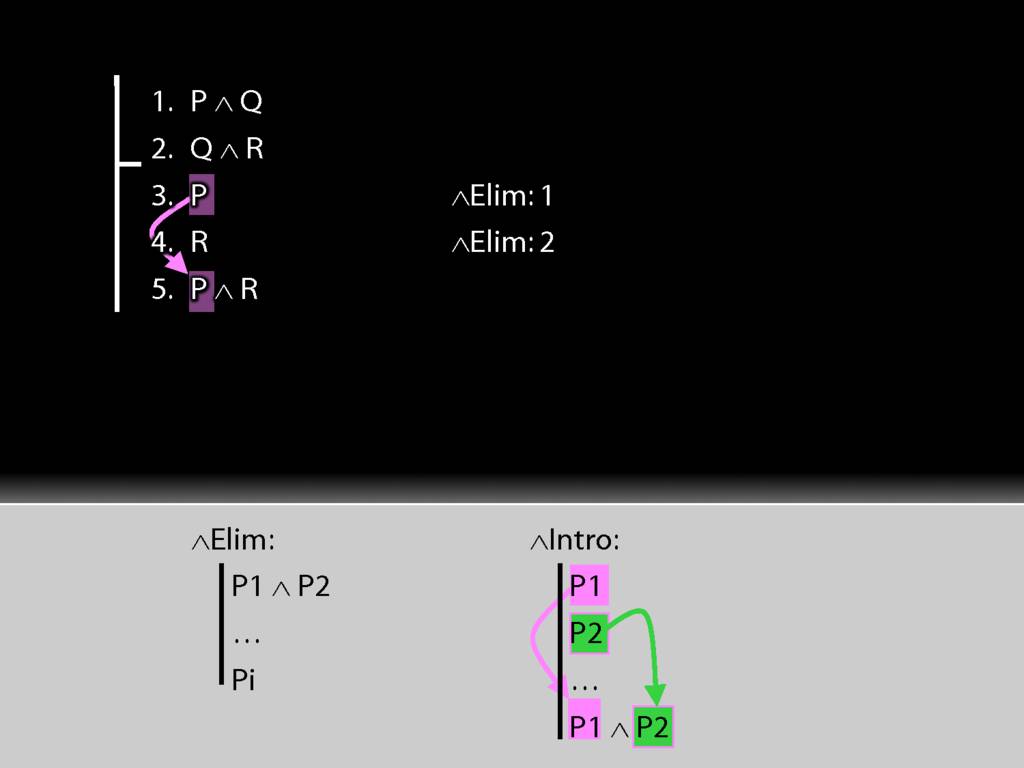 1. P ∧ Q
2. Q ∧ R
3. P ∧Elim: 1
4. R ∧Elim: 2
5. P ∧ R
∧Elim:
P1 ∧ P2
…
Pi
∧Intro:
P1
P2
…
P1 ∧ P2